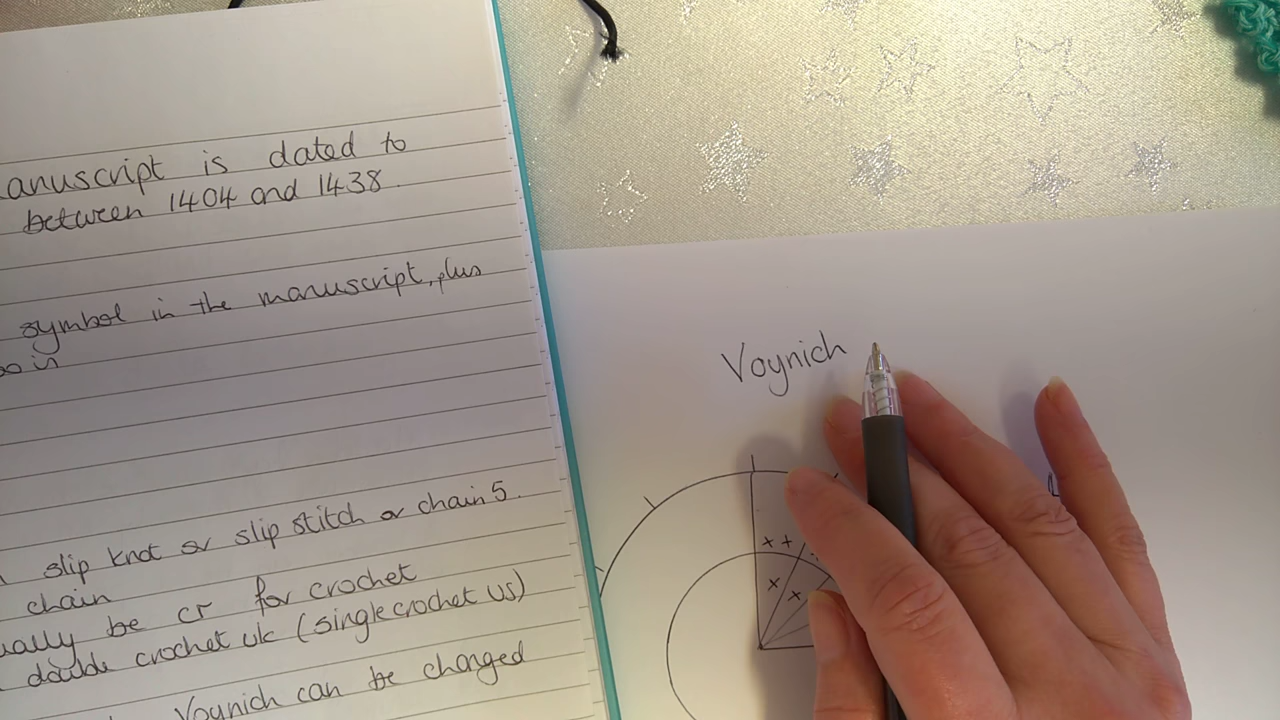 anuscript is dated to
between 1404 and 1438.
symbol in the manuscript, plus
slip knot or slip stitch or chain 5.
chain
ually be cr for crochet
double crochet uk (single crochet US)
Voynich can be changed
Voynich
x +
x
x